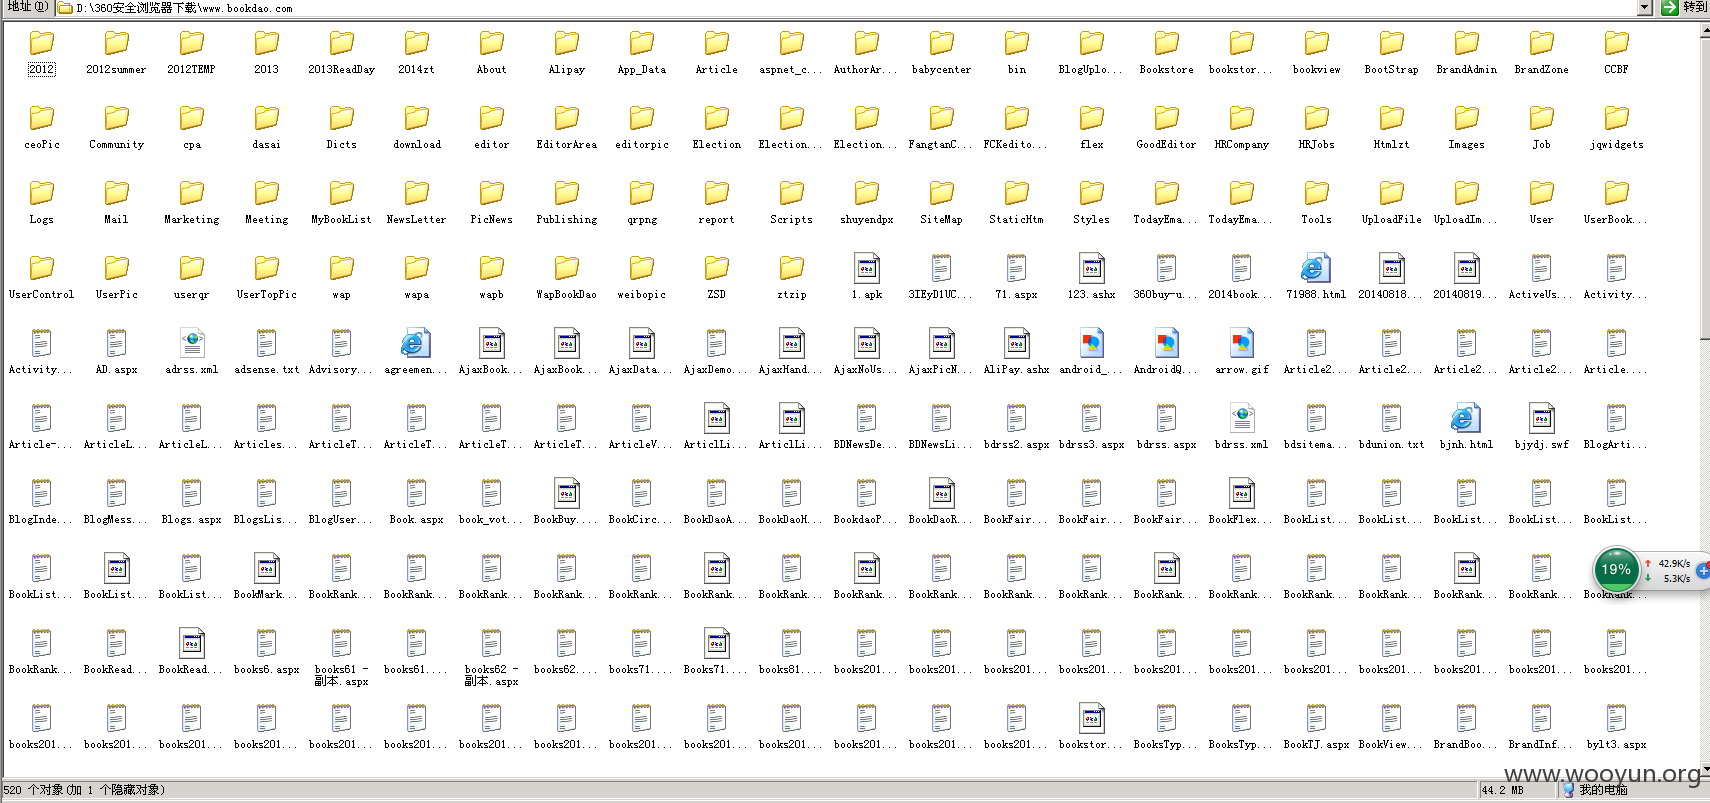 地址(D) D:\360安全浏览器下载\www.bookdao.com 转到
2012 2012summer 2012TEMP 2013 2013ReadDay 2014zt About Alipay App_Data Article aspnet_c... AuthorAr... babycenter bin BlogUplo... Bookstore bookstor... bookview BootStrap BrandAdmin BrandZone CCBF
ceoPic Community cpa dasai Dicts download editor EditorArea editorpic Election Election... Election... FangtanC... FCKedito... flex GoodEditor HRCompany HRJobs Htmlzt Images Job jqwidgets
Logs Mail Marketing Meeting MyBookList NewsLetter PicNews Publishing qrpng report Scripts shuyendpx SiteMap StaticHtm Styles TodayEma... TodayEma... Tools UploadFile UploadIm... User UserBook...
UserControl UserPic userqr UserTopPic wap wapa wapb WapBookDao weibopic ZSD ztzip 1.apk 3IEyD1UC... 71.aspx 123.ashx 360buy-u... 2014book... 71988.html 20140818... 20140819... ActiveUs... Activity...
Activity... AD.aspx adrss.xml adsense.txt Advisory... agreemen... AjaxBook... AjaxBook... AjaxData... AjaxDemo... AjaxHand... AjaxNoUs... AjaxPicN... AliPay.ashx android_... AndroidQ... arrow.gif Article2... Article2... Article2... Article2... Article...
Article-... ArticleL... ArticleL... Articles... ArticleT... ArticleT... ArticleT... ArticleT... ArticleV... ArticlLi... ArticlLi... BDNewsDe... BDNewsLi... bdrss2.aspx bdrss3.aspx bdrss.aspx bdrss.xml bdsitema... bdunion.txt bjnh.html bjydj.swf BlogArti...
BlogInde... BlogMess... Blogs.aspx BlogsLis... BlogUser... Book.aspx book_vot... BookBuy... BookCirc... BookDaoA... BookDaoH... BookdaoP... BookDaoR... BookFair... BookFair... BookFair... BookFlex... BookList... BookList... BookList... BookList... BookList...
BookList... BookList... BookList... BookMark... BookRank... BookRank... BookRank... BookRank... BookRank... BookRank... BookRank... BookRank... BookRank... BookRank... BookRank... BookRank... BookRank... BookRank... BookRank... BookRank... BookRank... BookRank...
19% 42.9K/s
5.3K/s
BookRank... BookRead... BookRead... books6.aspx books61 - 副本.aspx books61.... books62 - 副本.aspx books62.... books71.... Books71.... books81.... books201... books201... books201... books201... books201... books201... books201... books201... books201... books201... books201...
books201... books201... books201... books201... books201... books201... books201... books201... books201... books201... books201... books201... books201... books201... bookstor... BooksTyp... BooksTyp... BookTJ.aspx BookView... BrandBoo... BrandInf... bylt3.aspx
www.wooyun.org
520 个对象(加 1 个隐藏对象) 44.2 MB 我的电脑